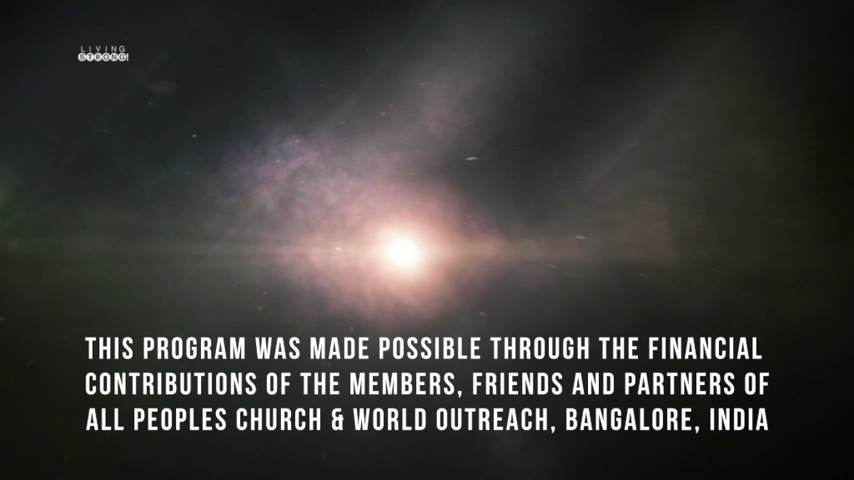 LIVING
STRONG!
THIS PROGRAM WAS MADE POSSIBLE THROUGH THE FINANCIAL
CONTRIBUTIONS OF THE MEMBERS, FRIENDS AND PARTNERS OF
ALL PEOPLES CHURCH & WORLD OUTREACH, BANGALORE, INDIA